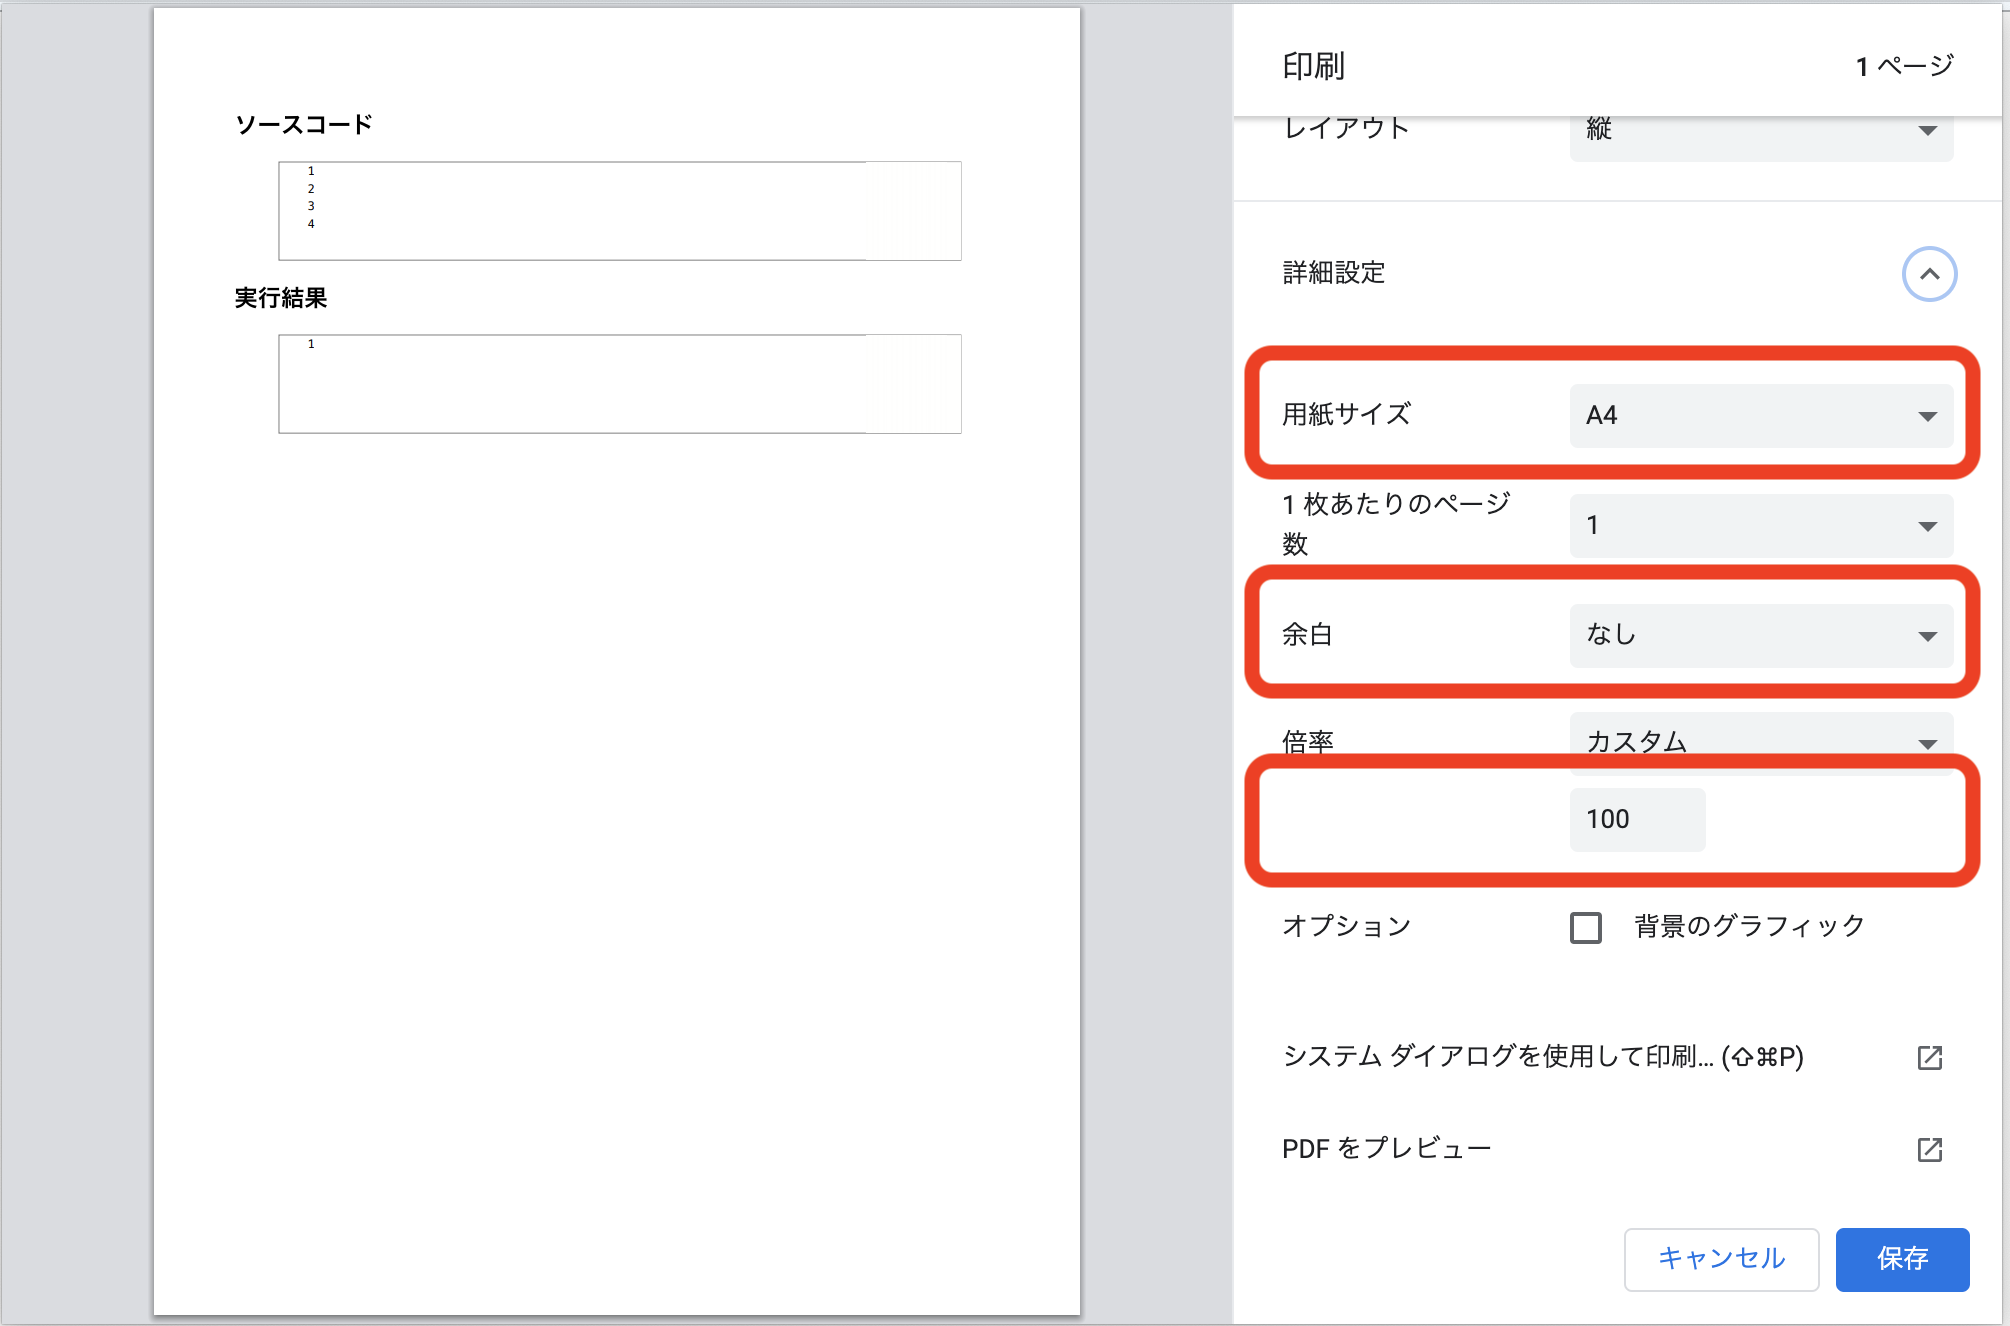 ソースコード
1
2
3
4
実行結果
1
印刷
1 ページ
レイアウト
縦
詳細設定
用紙サイズ
A4
1 枚あたりのページ
数
1
余白
なし
倍率
カスタム
100
オプション
背景のグラフィック
システム ダイアログを使用して印刷... (⇧⌘P)
PDF をプレビュー
キャンセル
保存